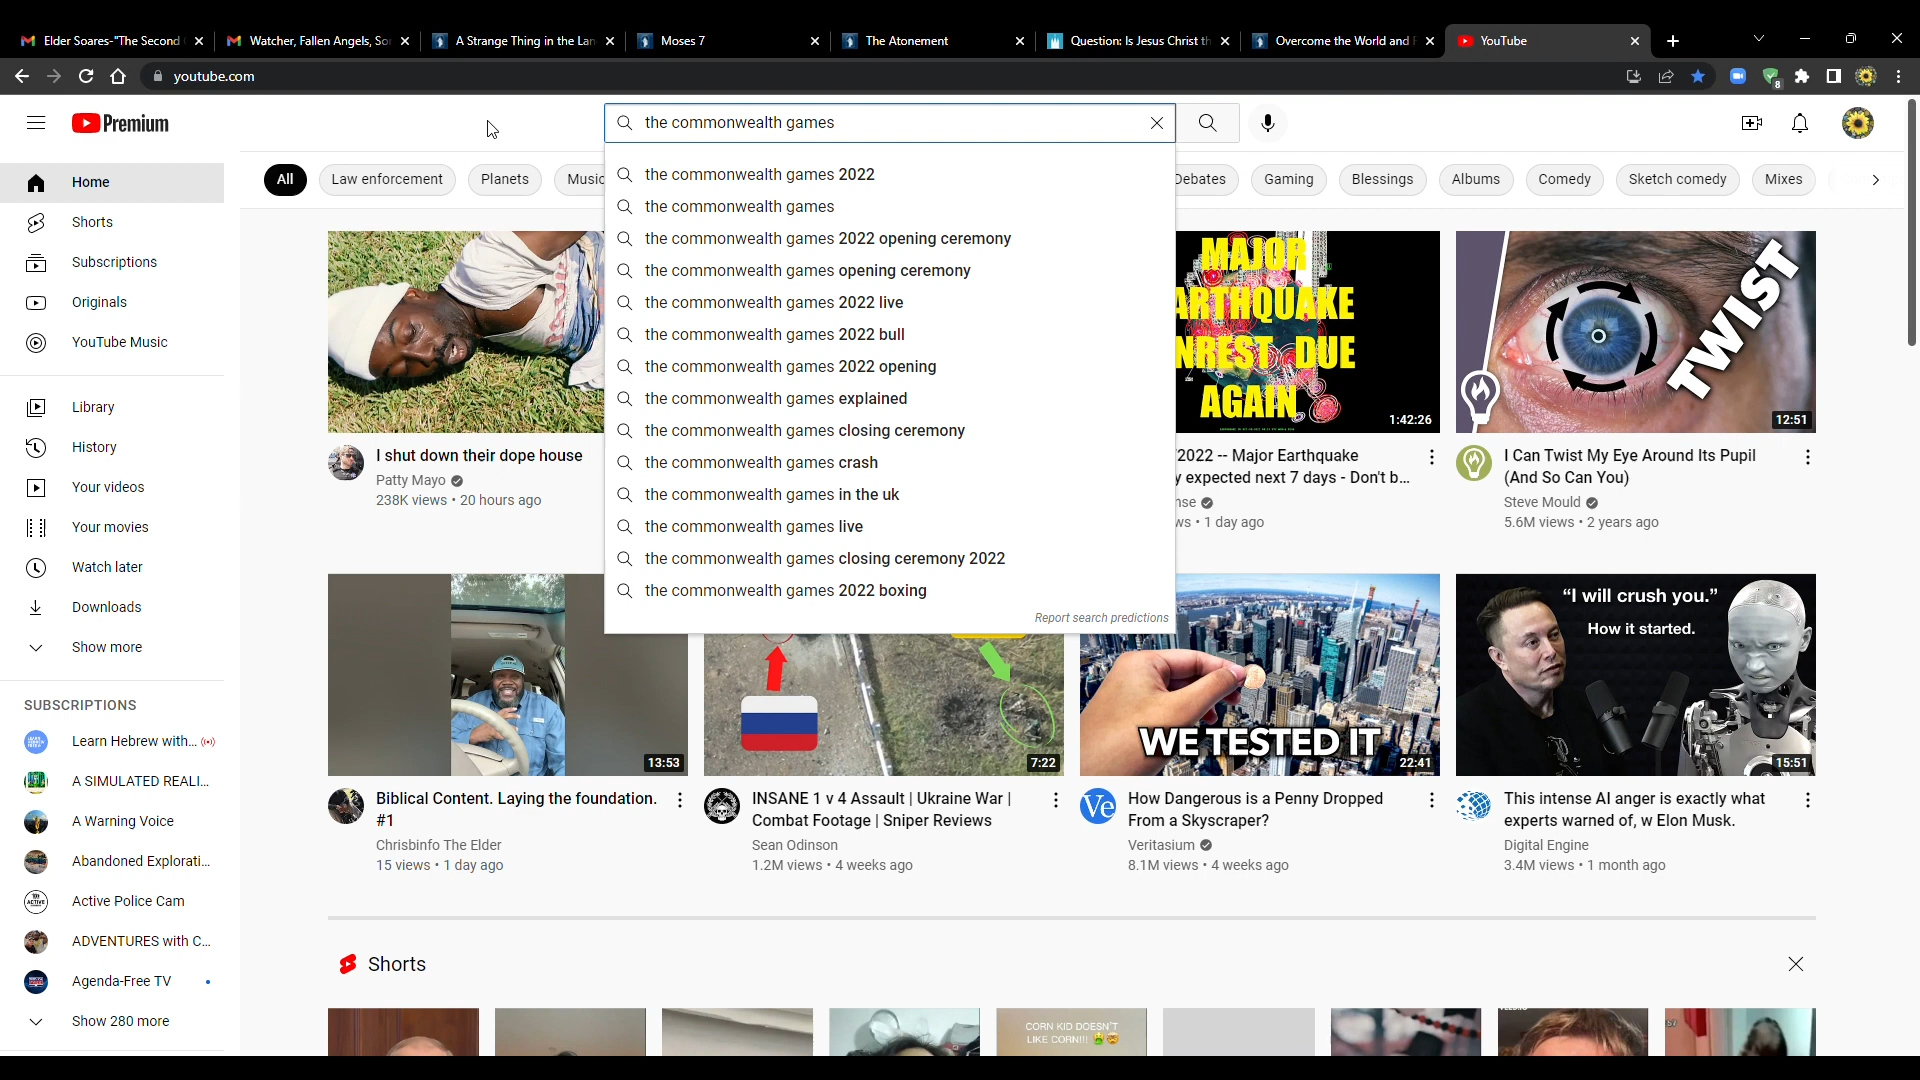 Elder Soares-"The Second
Watcher, Fallen Angels, So
A Strange Thing in the Lan
Moses 7
The Atonement
Question: Is Jesus Christ th
Overcome the World and F
YouTube
youtube.com
8
Premium
the commonwealth games
All
Law enforcement
Planets
Music
Debates
Gaming
Blessings
Albums
Comedy
Sketch comedy
Mixes
the commonwealth games 2022
the commonwealth games
the commonwealth games 2022 opening ceremony
the commonwealth games opening ceremony
the commonwealth games 2022 live
the commonwealth games 2022 bull
the commonwealth games 2022 opening
the commonwealth games explained
the commonwealth games closing ceremony
the commonwealth games crash
the commonwealth games in the uk
the commonwealth games live
the commonwealth games closing ceremony 2022
the commonwealth games 2022 boxing
Report search predictions
Home
Shorts
Subscriptions
Originals
YouTube Music
Library
History
Your videos
Your movies
Watch later
Downloads
Show more
SUBSCRIPTIONS
Learn Hebrew with...
A SIMULATED REALI...
A Warning Voice
Abandoned Explorati...
Active Police Cam
ADVENTURES with C...
Agenda-Free TV
Show 280 more
I shut down their dope house
Patty Mayo
238K views • 20 hours ago
MAJOR
ARTHQUAKE
NREST DUE
AGAIN
1:42:26
2022 -- Major Earthquake
y expected next 7 days - Don't b...
nse
ws • 1 day ago
TWIST
12:51
I Can Twist My Eye Around Its Pupil
(And So Can You)
Steve Mould
5.6M views • 2 years ago
13:53
Biblical Content. Laying the foundation.
#1
Chrisbinfo The Elder
15 views • 1 day ago
7:22
INSANE 1 v 4 Assault | Ukraine War |
Combat Footage | Sniper Reviews
Sean Odinson
1.2M views • 4 weeks ago
WE TESTED IT
22:41
Ve
How Dangerous is a Penny Dropped
From a Skyscraper?
Veritasium
8.1M views • 4 weeks ago
“I will crush you.”
How it started.
15:51
This intense AI anger is exactly what
experts warned of, w Elon Musk.
Digital Engine
3.4M views • 1 month ago
Shorts
CORN KID DOESN'T
LIKE CORN!!!